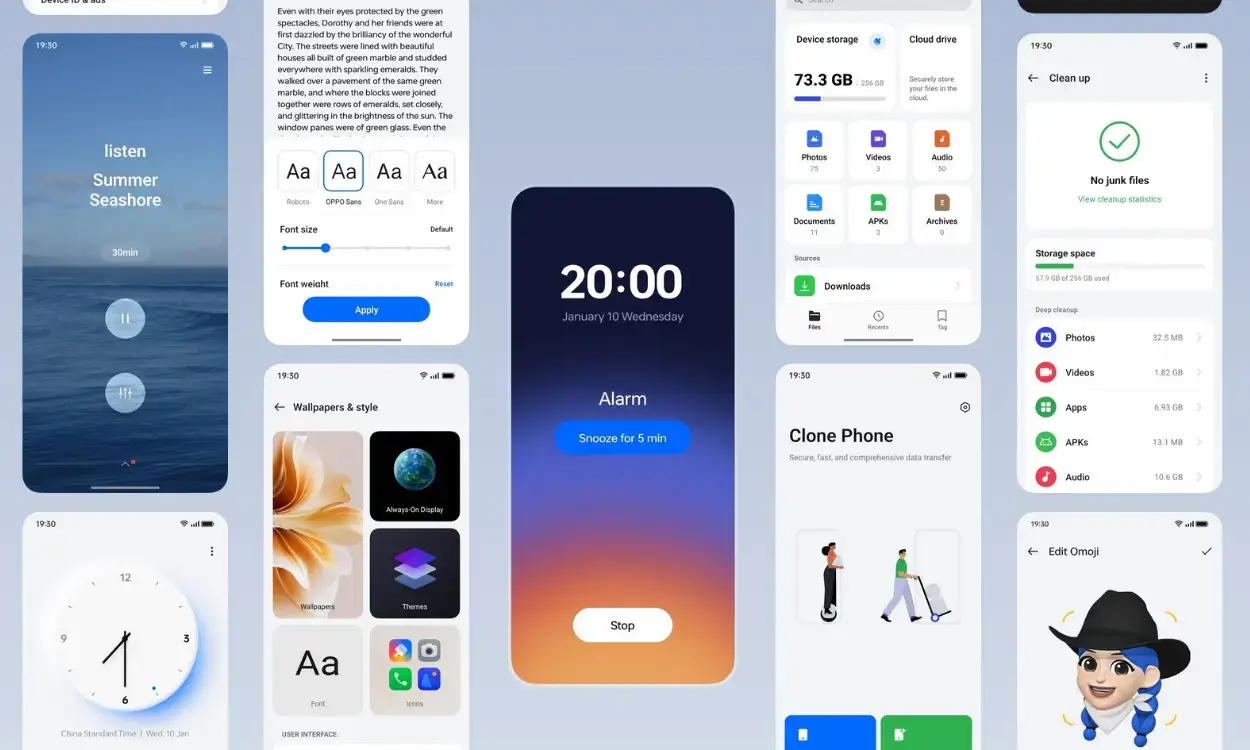 Device ID & ads
19:30
listen
Summer
Seashore
30min
19:30
12
9
3
6
China Standard Time | Wed, 10 Jan
Even with their eyes protected by the green
spectacles, Dorothy and her friends were at
first dazzled by the brilliancy of the wonderful
City. The streets were lined with beautiful
houses all built of green marble and studded
everywhere with sparkling emeralds. They
walked over a pavement of the same green
marble, and where the blocks were joined
together were rows of emeralds, set closely,
and glittering in the brightness of the sun. The
window panes were of green glass. Even the
Aa
Aa
Aa
Aa
Roboto
OPPO Sans
One Sans
More
Font size
Default
Font weight
Reset
Apply
19:30
Wallpapers & style
Always-On Display
Wallpapers
Themes
Aa
Font
Icons
USER INTERFACE
20:00
January 10 Wednesday
Alarm
Snooze for 5 min
Stop
Search
Device storage
73.3 GB
256 GB
Cloud drive
Securely store
your files in the
cloud.
Photos
75
Videos
3
Audio
50
Documents
11
APKs
Archives
0
Sources
Downloads
Files
Recents
Tag
19:30
Clone Phone
Secure, fast, and comprehensive data transfer
19:30
Clean up
No junk files
View cleanup statistics
Storage space
57.9 GB of 256 GB used
Deep cleanup
Photos
32.5 MB
Videos
1.82 GB
Apps
6.93 GB
APKs
13.1 MB
Audio
10.6 GB
19:30
Edit Omoji